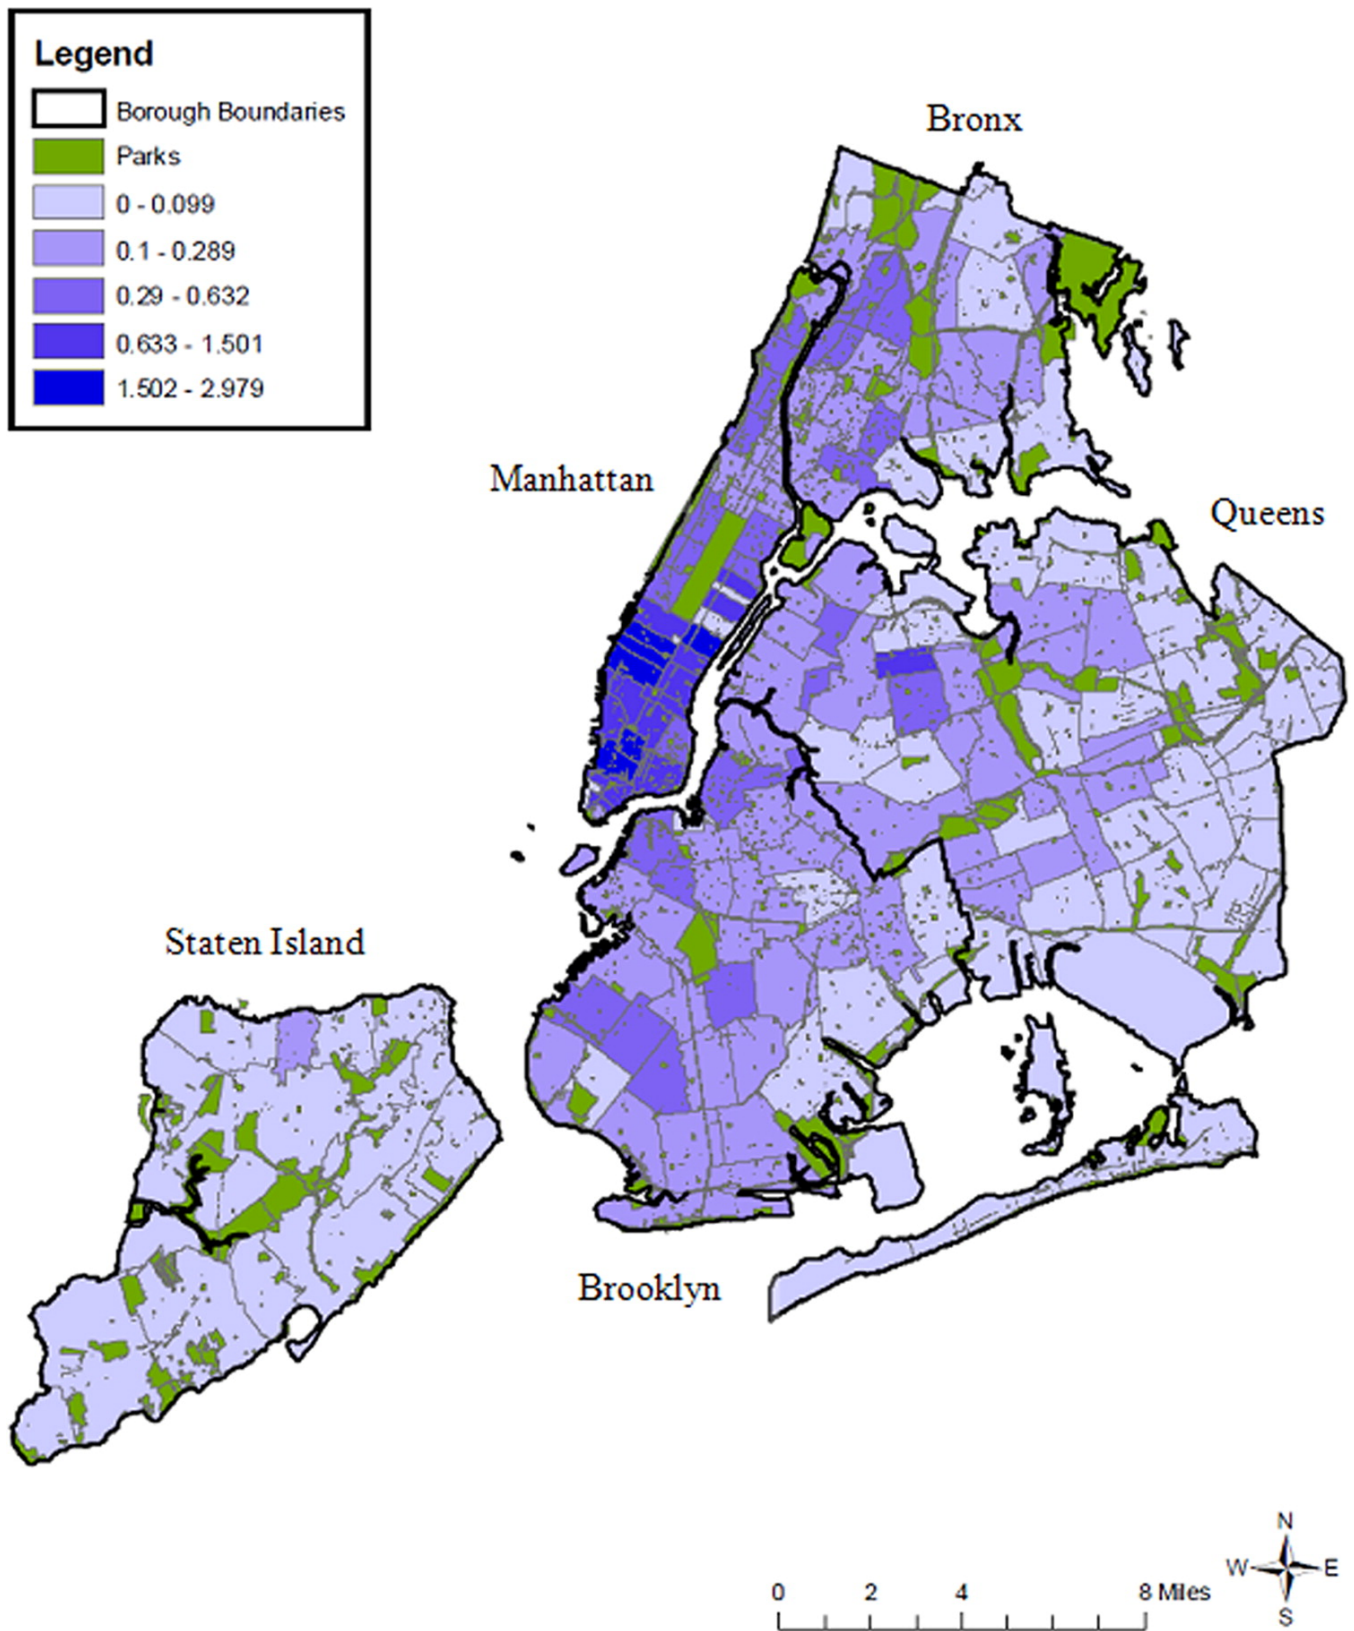 Legend
Borough Boundaries
Parks
0 - 0.099
0.1 - 0.289
0.29 - 0.632
0.633 - 1.501
1.502 - 2.979
Bronx
Manhattan
Queens
Staten Island
Brooklyn
N
W E
S
0 2 4 8 Miles